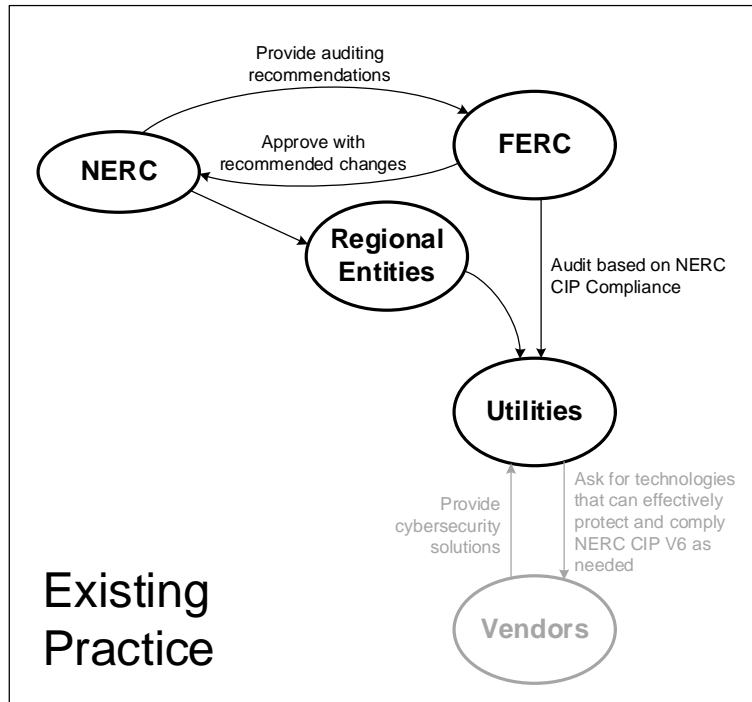 Provide auditing
recommendations
FERC
Approve with
recommended changes
NERC
Regional
Entities
Audit based on NERC
CIP Compliance
Utilities
Ask for technologies
that can effectively
protect and comply
NERC CIP V6 as
needed
Provide
cybersecurity
solutions
Existing
Practice
Vendors